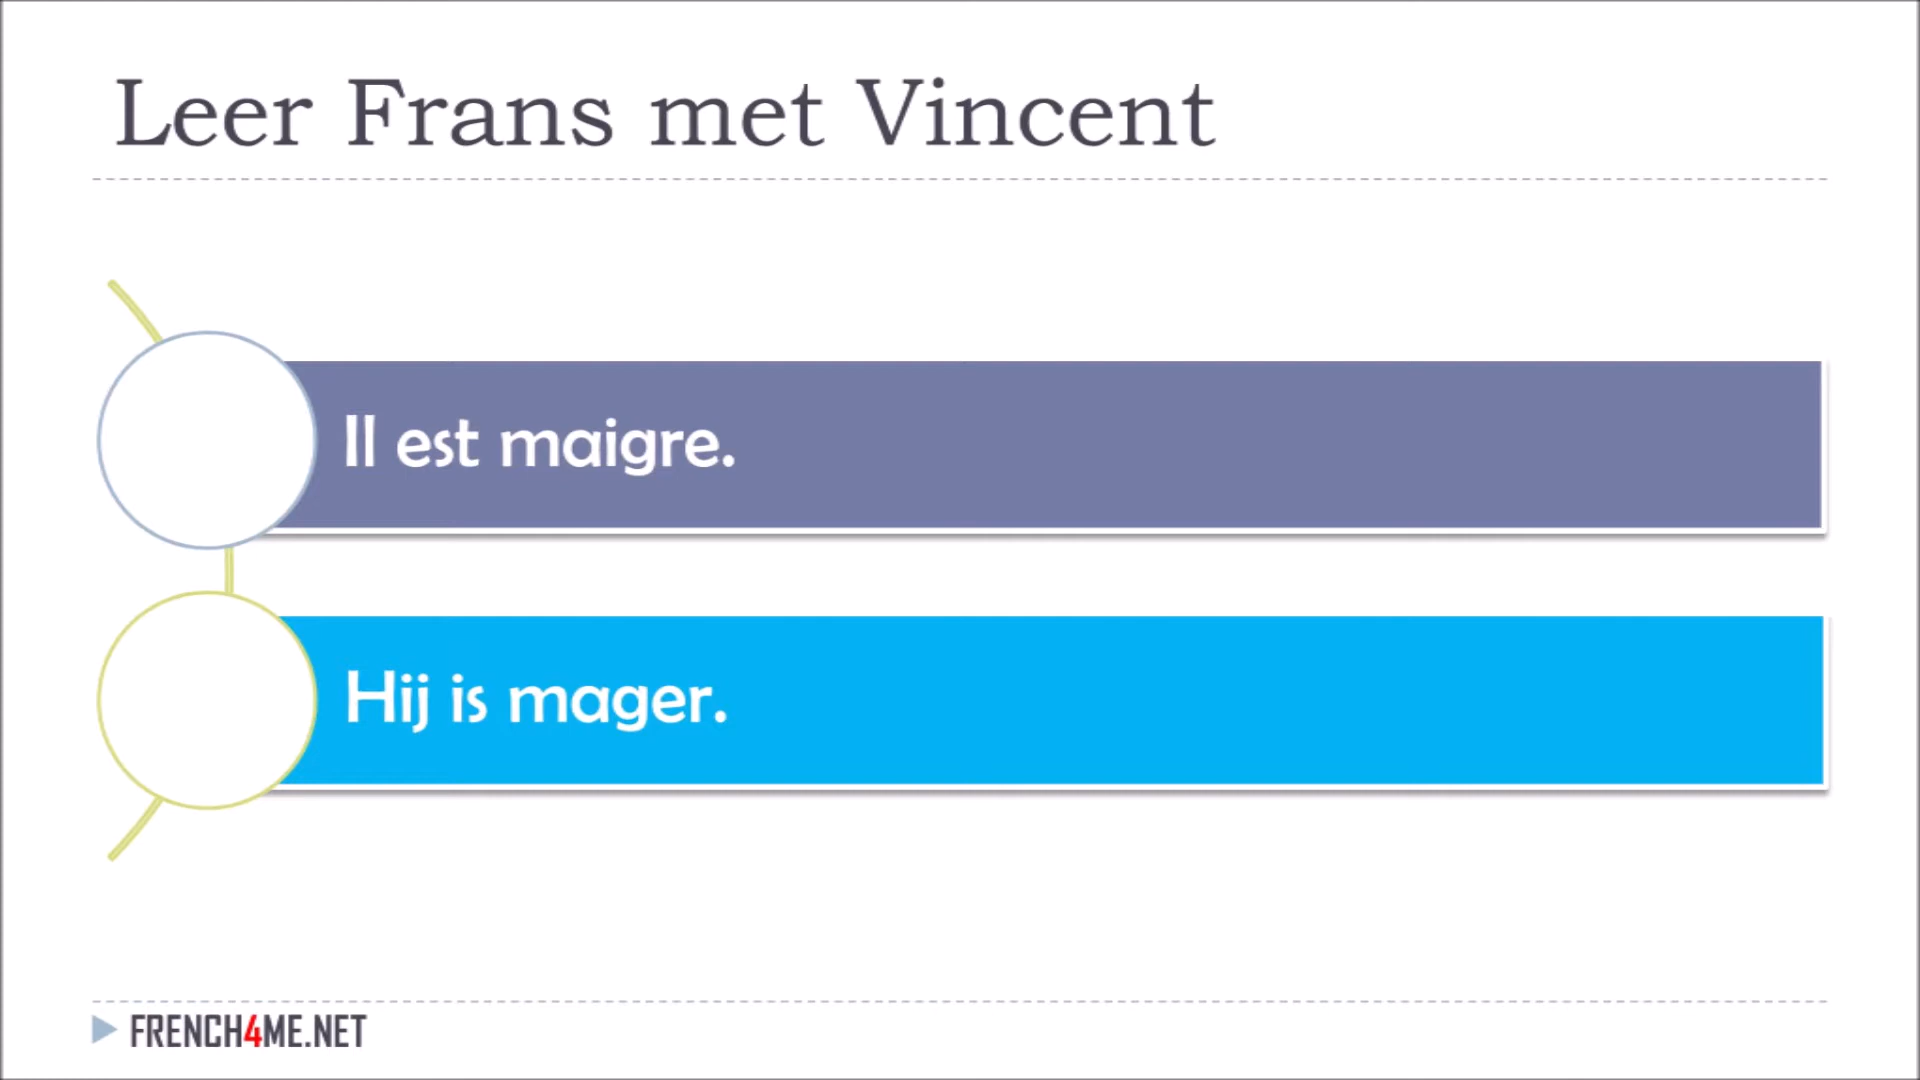 Leer Frans met Vincent
Il est maigre.
Hij is mager.
FRENCH4ME.NET